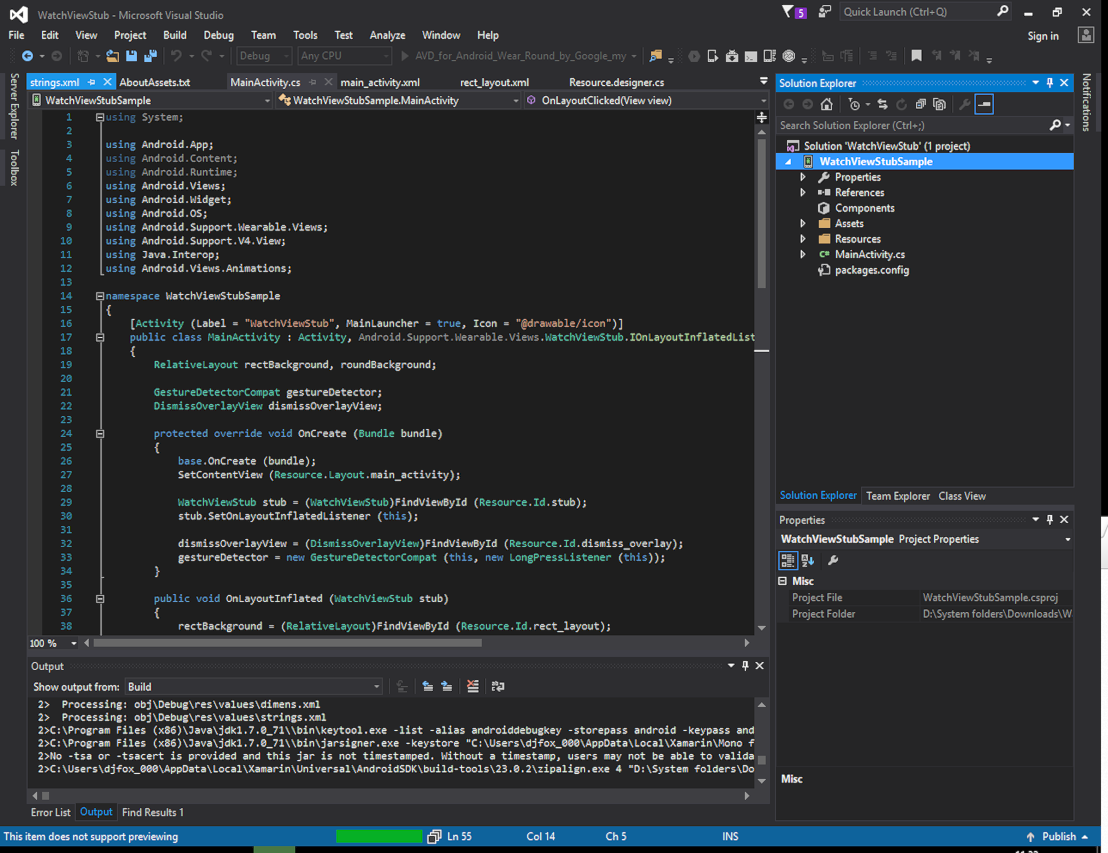 WatchViewStub - Microsoft Visual Studio
5
Quick Launch (Ctrl+Q)
File Edit View Project Build Debug Team Tools Test Analyze Window Help
Sign in
Debug Any CPU AVD_for_Android_Wear_Round_by_Google_my
Server Explorer
Toolbox
strings.xml AboutAssets.txt MainActivity.cs main_activity.xml rect_layout.xml Resource.designer.cs
WatchViewStubSample WatchViewStubSample.MainActivity OnLayoutClicked(View view)
1 using System;
2
3 using Android.App;
4 using Android.Content;
5 using Android.Runtime;
6 using Android.Views;
7 using Android.Widget;
8 using Android.OS;
9 using Android.Support.Wearable.Views;
10 using Android.Support.V4.View;
11 using Java.Interop;
12 using Android.Views.Animations;
13
14 namespace WatchViewStubSample
15 {
16 [Activity (Label = "WatchViewStub", MainLauncher = true, Icon = "@drawable/icon")]
17 public class MainActivity : Activity, Android.Support.Wearable.Views.WatchViewStub.IOnLayoutInflatedList
18 {
19 RelativeLayout rectBackground, roundBackground;
20
21 GestureDetectorCompat gestureDetector;
22 DismissOverlayView dismissOverlayView;
23
24 protected override void OnCreate (Bundle bundle)
25 {
26 base.OnCreate (bundle);
27 SetContentView (Resource.Layout.main_activity);
28
29 WatchViewStub stub = (WatchViewStub)FindViewById (Resource.Id.stub);
30 stub.SetOnLayoutInflatedListener (this);
31
32 dismissOverlayView = (DismissOverlayView)FindViewById (Resource.Id.dismiss_overlay);
33 gestureDetector = new GestureDetectorCompat (this, new LongPressListener (this));
34 }
35
36 public void OnLayoutInflated (WatchViewStub stub)
37 {
38 rectBackground = (RelativeLayout)FindViewById (Resource.Id.rect_layout);
100 %
Output
Show output from: Build
2> Processing: obj\Debug\res\values\dimens.xml
2> Processing: obj\Debug\res\values\strings.xml
2>C:\Program Files (x86)\Java\jdk1.7.0_71\\bin\keytool.exe -list -alias androiddebugkey -storepass android -keypass and
2>C:\Program Files (x86)\Java\jdk1.7.0_71\\bin\jarsigner.exe -keystore "C:\Users\djfox_000\AppData\Local\Xamarin\Mono f
2>No -tsa or -tsacert is provided and this jar is not timestamped. Without a timestamp, users may not be able to valida
2>C:\Users\djfox_000\AppData\Local\Xamarin\Universal\AndroidSDK\build-tools\23.0.2\zipalign.exe 4 "D:\System folders\Do
Error List Output Find Results 1
Solution Explorer
Search Solution Explorer (Ctrl+;)
Solution 'WatchViewStub' (1 project)
WatchViewStubSample
Properties
References
Components
Assets
Resources
MainActivity.cs
packages.config
Solution Explorer Team Explorer Class View
Properties
WatchViewStubSample Project Properties
Misc
Project File WatchViewStubSample.csproj
Project Folder D:\System folders\Downloads\W
Misc
Notifications
This item does not support previewing Ln 55 Col 14 Ch 5 INS Publish